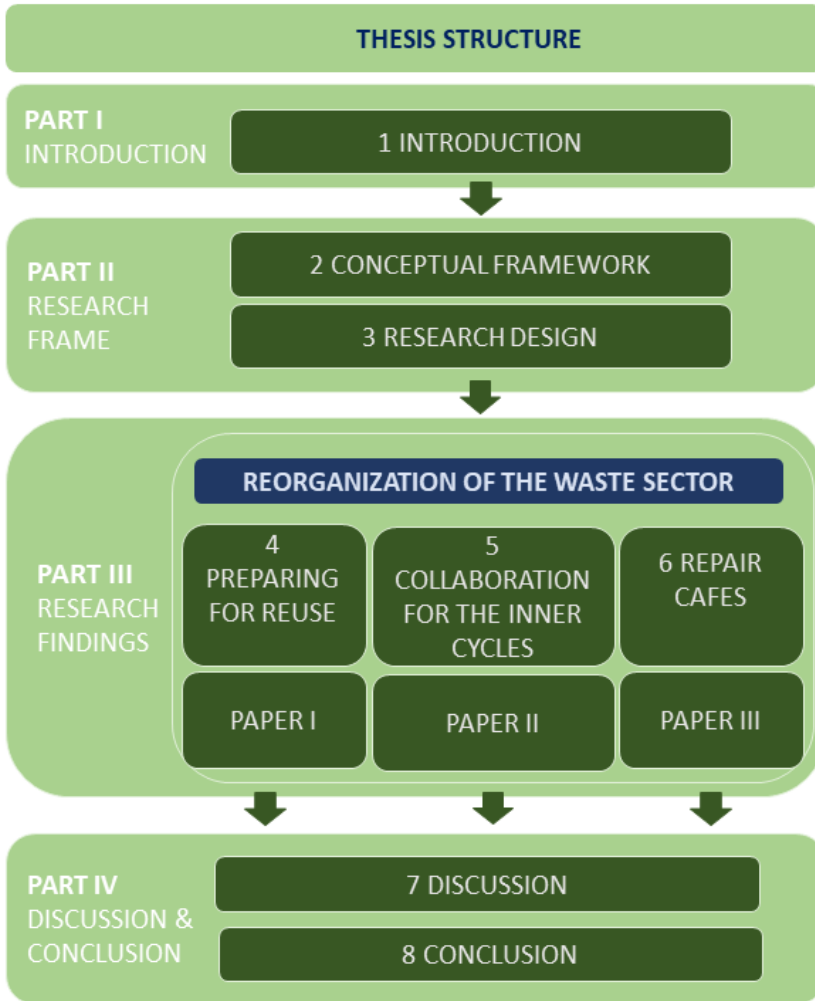 THESIS STRUCTURE
PART I
INTRODUCTION
1 INTRODUCTION
PART II
RESEARCH
FRAME
2 CONCEPTUAL FRAMEWORK
3 RESEARCH DESIGN
PART III
RESEARCH
FINDINGS
REORGANIZATION OF THE WASTE SECTOR
4
PREPARING
FOR REUSE
5
COLLABORATION
FOR THE INNER
CYCLES
6 REPAIR
CAFES
PAPER I
PAPER II
PAPER III
PART IV
DISCUSSION &
CONCLUSION
7 DISCUSSION
8 CONCLUSION